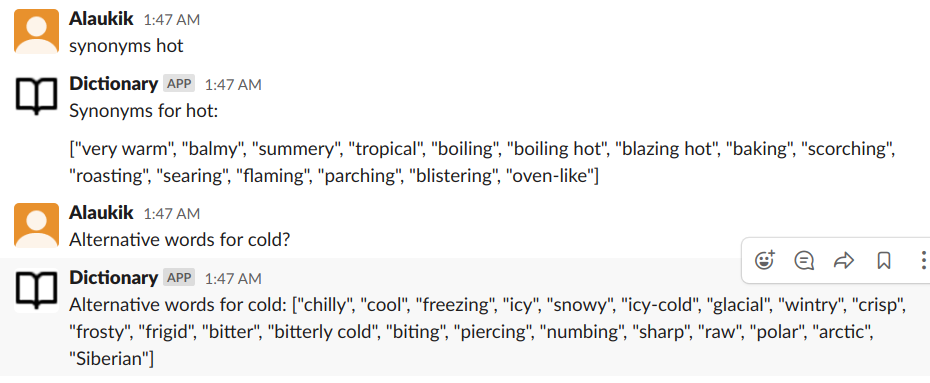 Alaukik 1:47 AM
synonyms hot
Dictionary APP 1:47 AM
Synonyms for hot:
["very warm", "balmy", "summery", "tropical", "boiling", "boiling hot", "blazing hot", "baking", "scorching",
"roasting", "searing", "flaming", "parching", "blistering", "oven-like"]
Alaukik 1:47 AM
Alternative words for cold?
Dictionary APP 1:47 AM
Alternative words for cold: ["chilly", "cool", "freezing", "icy", "snowy", "icy-cold", "glacial", "wintry", "crisp",
"frosty", "frigid", "bitter", "bitterly cold", "biting", "piercing", "numbing", "sharp", "raw", "polar", "arctic",
"Siberian"]